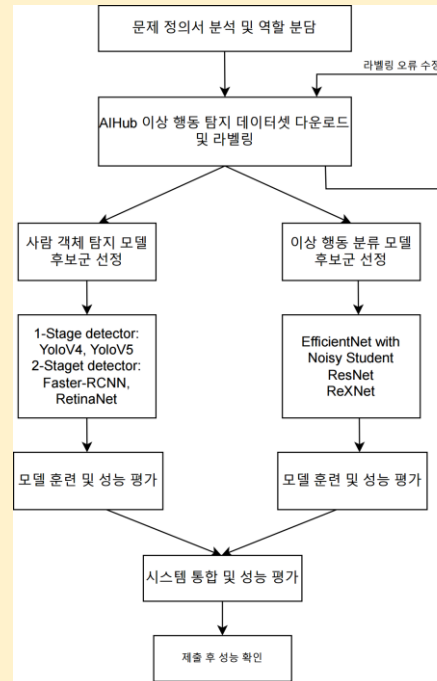 문제 정의서 분석 및 역할 분담
라벨링 오류 수정
AIHub 이상 행동 탐지 데이터셋 다운로드
및 라벨링
사람 객체 탐지 모델
후보군 선정
이상 행동 분류 모델
후보군 선정
1-Stage detector:
YoloV4, YoloV5
2-Staget detector:
Faster-RCNN,
RetinaNet
EfficientNet with
Noisy Student
ResNet
ReXNet
모델 훈련 및 성능 평가
모델 훈련 및 성능 평가
시스템 통합 및 성능 평가
제출 후 성능 확인